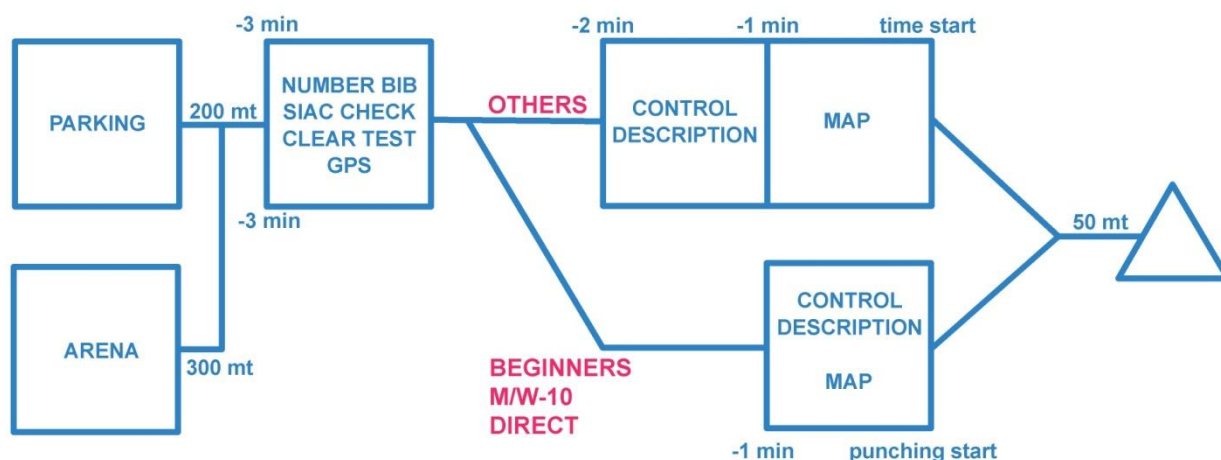 PARKING
200 mt
ARENA
300 mt
-3 min
NUMBER BIB
SIAC CHECK
CLEAR TEST
GPS
-3 min
OTHERS
-2 min
CONTROL
DESCRIPTION
-1 min
time start
MAP
BEGINNERS
M/W-10
DIRECT
CONTROL
DESCRIPTION
MAP
-1 min
punching start
50 mt